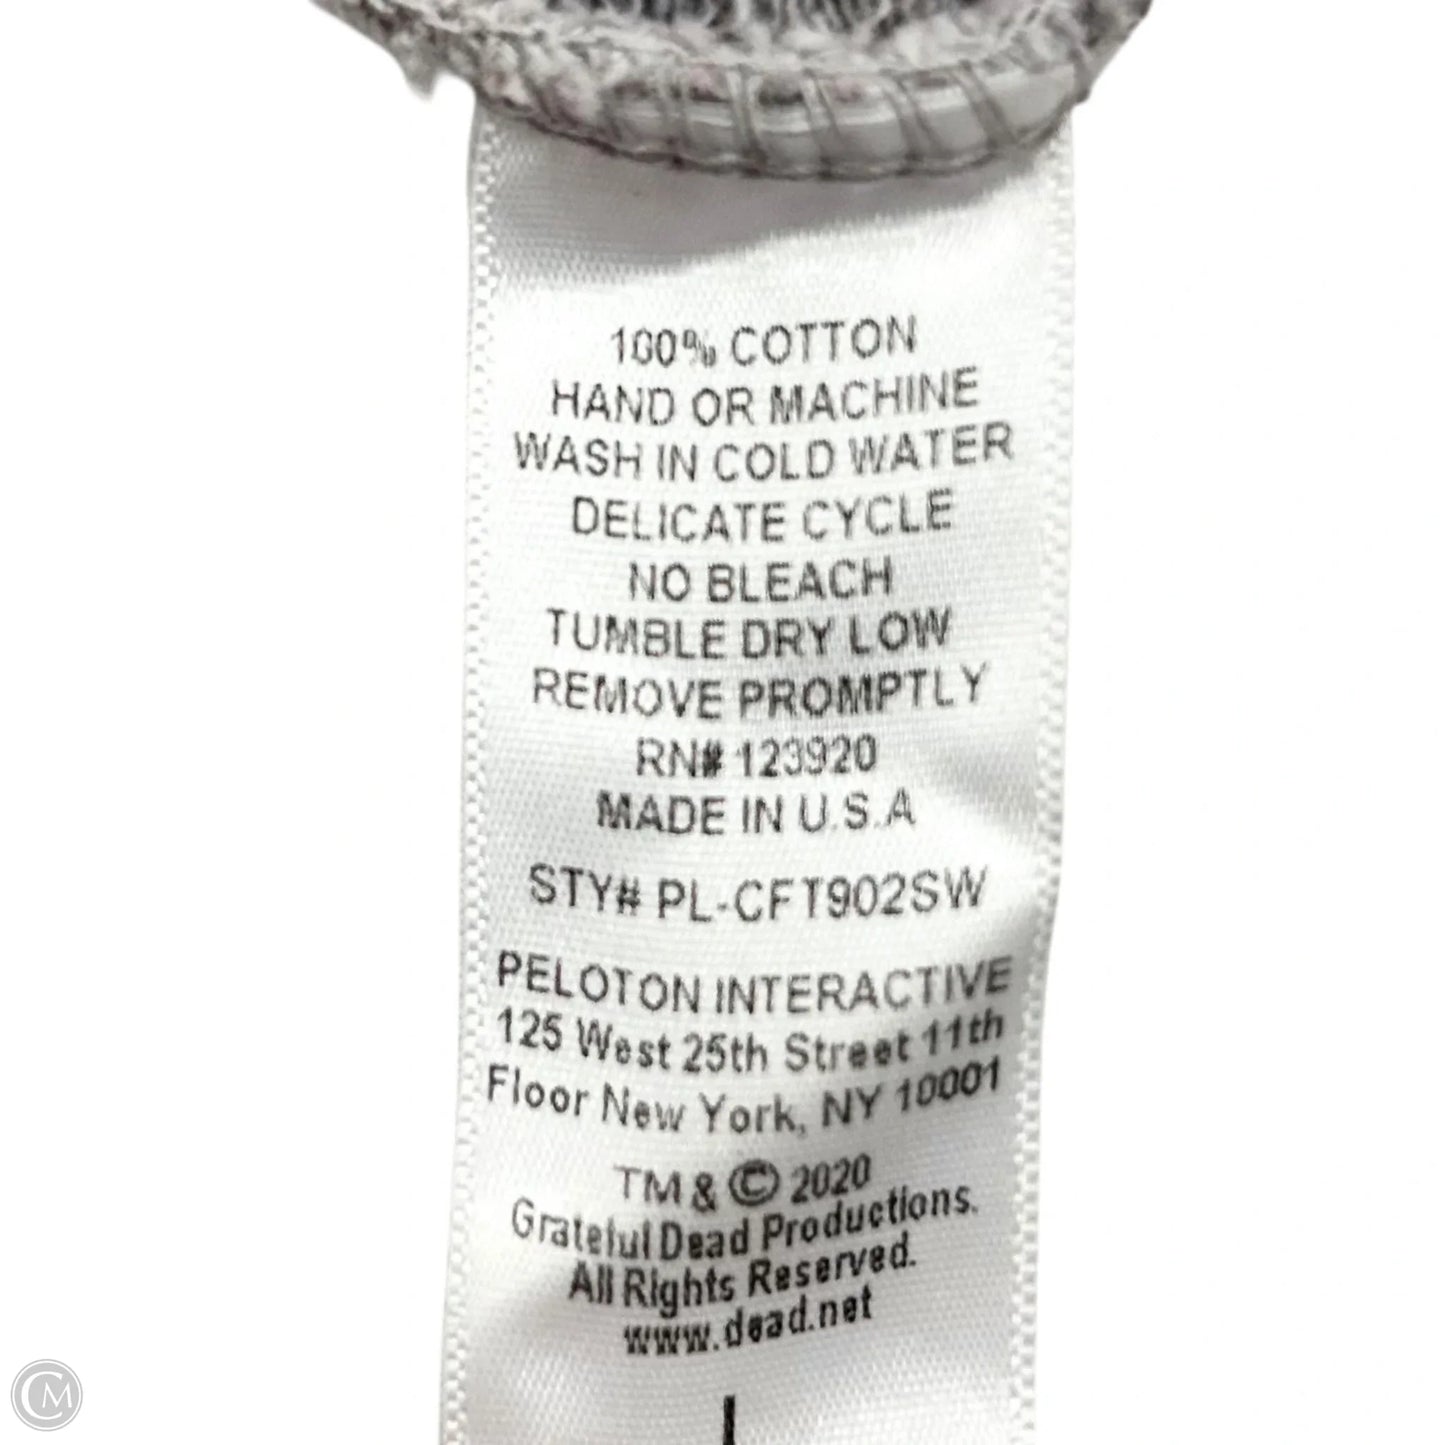 100% COTTON
HAND OR MACHINE
WASH IN COLD WATER
DELICATE CYCLE
NO BLEACH
TUMBLE DRY LOW
REMOVE PROMPTLY
RN# 123920
MADE IN U.S.A
STY# PL-CFT902SW
PELOTON INTERACTIVE
125 West 25th Street 11th
Floor New York, NY 10001
TM & © 2020
Grateful Dead Productions.
All Rights Reserved.
www.dead.net
CM